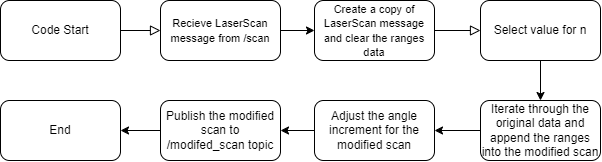 Code Start
Recieve LaserScan
message from /scan
Create a copy of
LaserScan message
and clear the ranges
data
Select value for n
Iterate through the
original data and
append the ranges
into the modified scan
Adjust the angle
increment for the
modified scan
Publish the modified
scan to
/modifed_scan topic
End